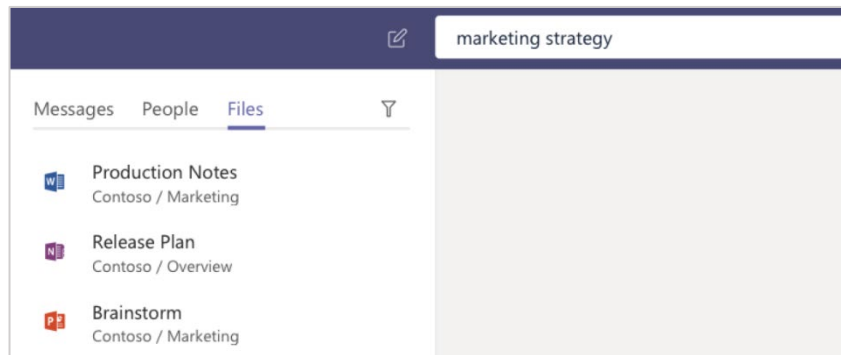 marketing strategy
Messages People Files
Production Notes
Contoso / Marketing
Release Plan
Contoso / Overview
Brainstorm
Contoso / Marketing